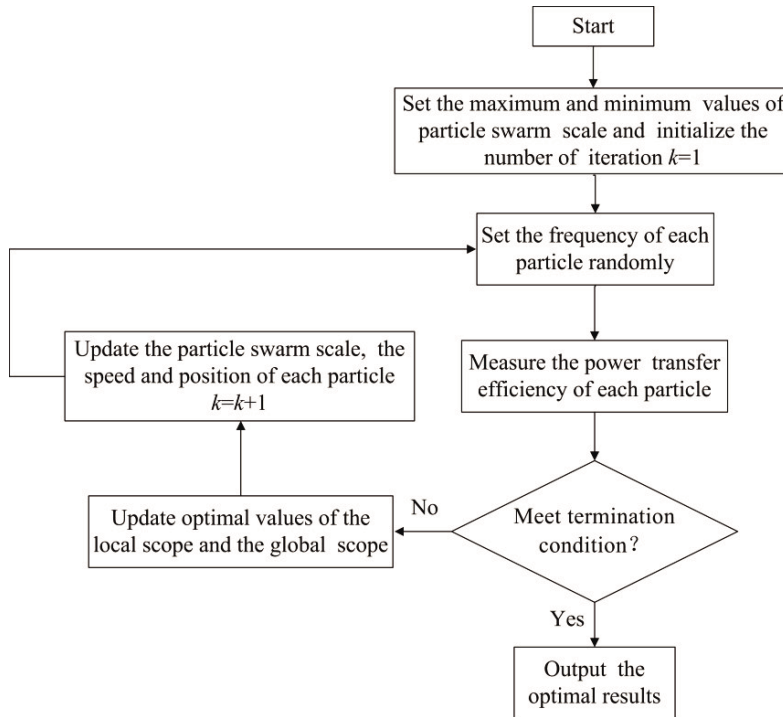 Start
Set the maximum and minimum values of
particle swarm scale and initialize the
number of iteration k=1
Set the frequency of each
particle randomly
Measure the power transfer
efficiency of each particle
Meet termination
condition?
No
Update optimal values of the
local scope and the global scope
Update the particle swarm scale, the
speed and position of each particle
k=k+1
Yes
Output the
optimal results